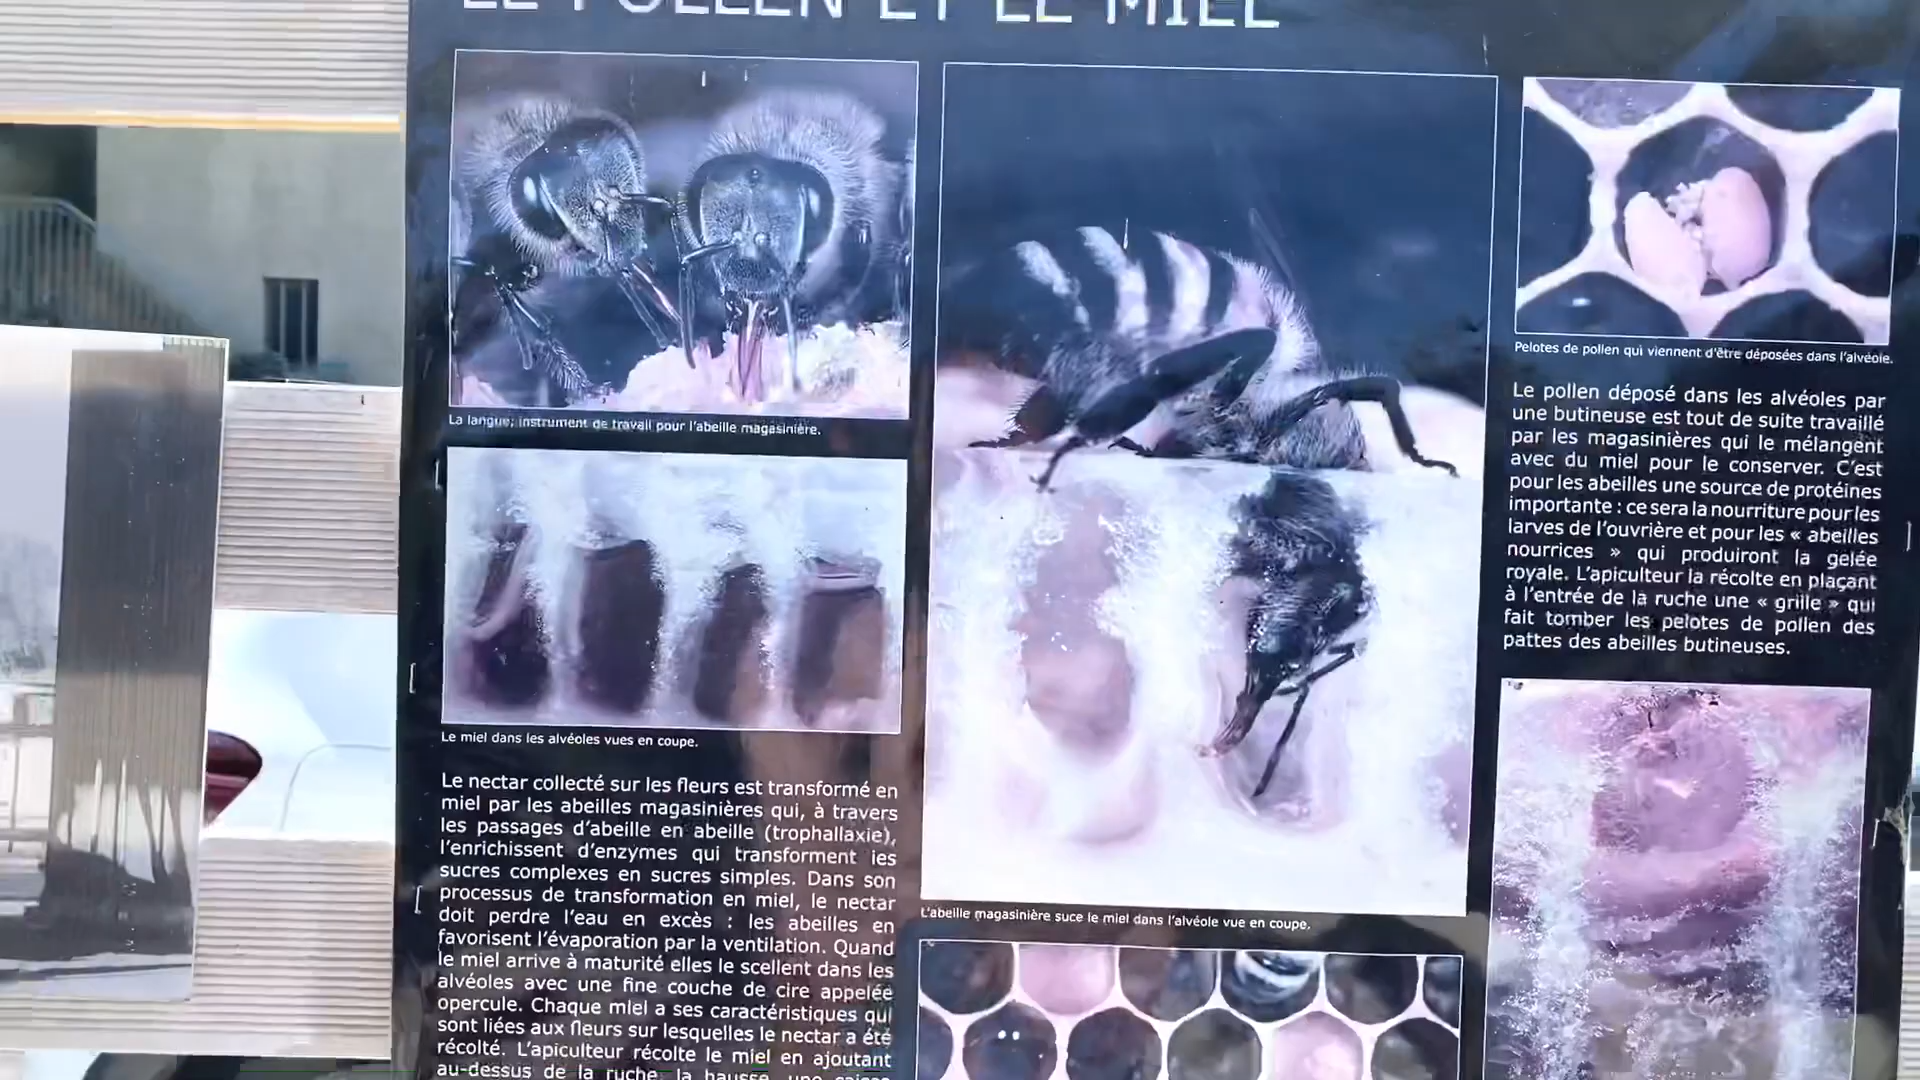 LE POLLEN ET LE MIEL
La langue; instrument de travail pour l'abeille magasinière.
Le miel dans les alvéoles vues en coupe.
Le nectar collecté sur les fleurs est transformé en
miel par les abeilles magasinières qui, à travers
les passages d'abeille en abeille (trophallaxie),
l'enrichissent d'enzymes qui transforment les
sucres complexes en sucres simples. Dans son
processus de transformation en miel, le nectar
doit perdre l'eau en excès : les abeilles en
favorisent l'évaporation par la ventilation. Quand
le miel arrive à maturité elles le scellent dans les
alvéoles avec une fine couche de cire appelée
opercule. Chaque miel a ses caractéristiques qui
sont liées aux fleurs sur lesquelles le nectar a été
récolté. L'apiculteur récolte le miel en ajoutant
au-dessus de la ruche, la hausse, une
L'abeille magasinière suce le miel dans l'alvéole vue en coupe.
Pelotes de pollen qui viennent d'être déposées dans l'alvéole.
Le pollen déposé dans les alvéoles par
une butineuse est tout de suite travaillé
par les magasinières qui le mélangent
avec du miel pour le conserver. C'est
pour les abeilles une source de protéines
importante : ce sera la nourriture pour les
larves de l'ouvrière et pour les « abeilles
nourrices » qui produiront la gelée
royale. L'apiculteur la récolte en plaçant
à l'entrée de la ruche une « grille » qui
fait tomber les pelotes de pollen des
pattes des abeilles butineuses.